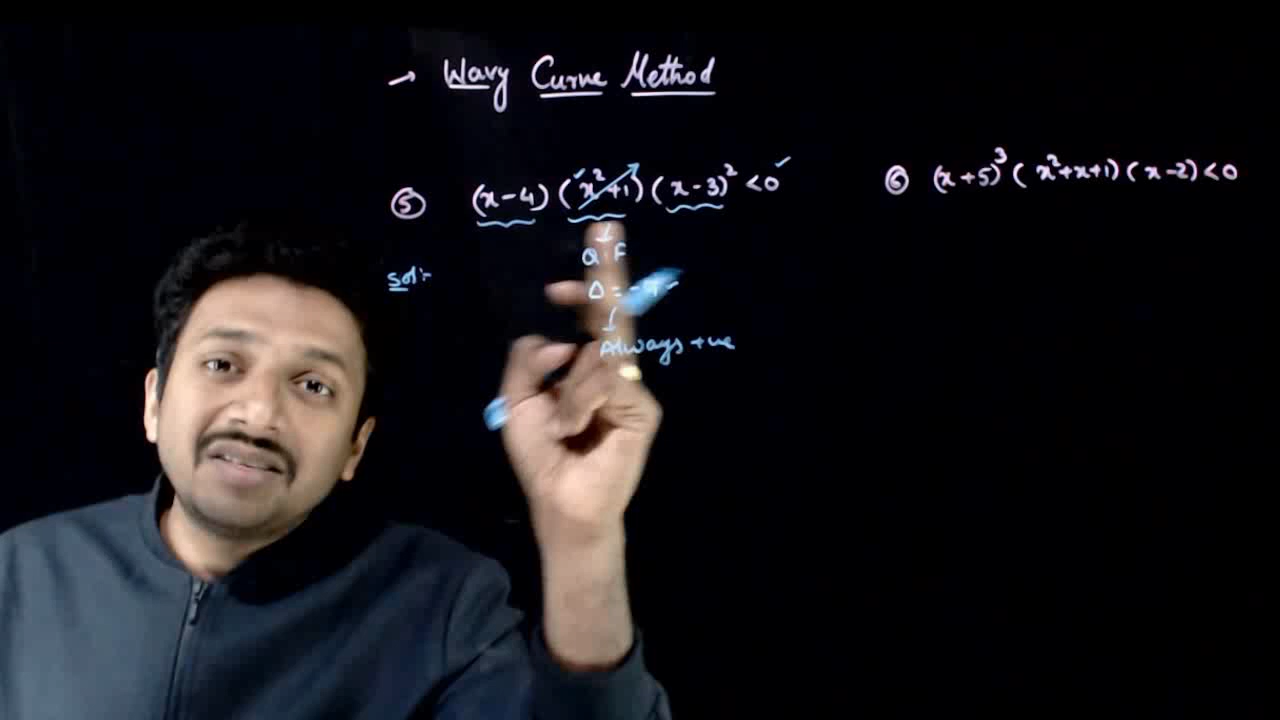 → Wavy Curve Method
⑤ (x-4) (x²+1) (x-3)² <0
⑥ (x+5)³ (x²+x+1) (x-2) <0
Sol:-
Q.F
Δ = -4
Always +ve